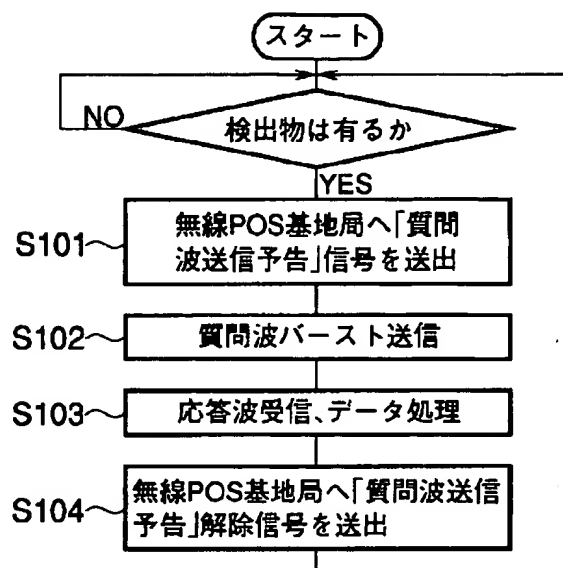 スタート
NO
検出物は有るか
YES
S101
無線POS基地局へ「質問
波送信予告」信号を送出
S102
質問波バースト送信
S103
応答波受信、データ処理
S104
無線POS基地局へ「質問波送信
予告」解除信号を送出